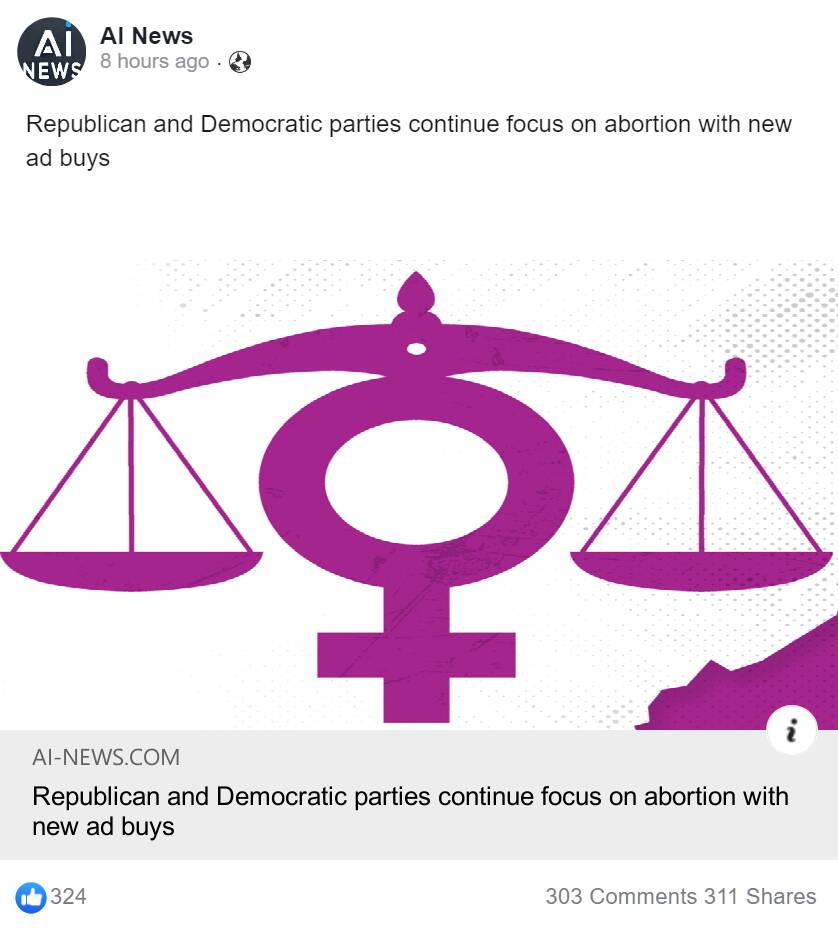 AI
NEWS
AI News
8 hours ago ·
Republican and Democratic parties continue focus on abortion with new
ad buys
i
AI-NEWS.COM
Republican and Democratic parties continue focus on abortion with
new ad buys
324
303 Comments 311 Shares